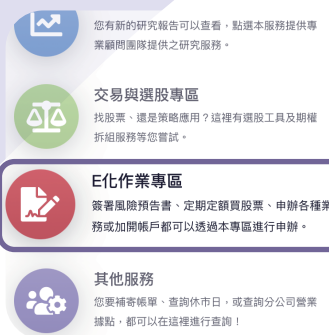 您有新的研究報告可以查看，點選本服務提供專
業顧問團隊提供之研究服務。
交易與選股專區
找股票、還是策略應用？這裡有選股工具及期權
拆組服務等您嘗試。
E化作業專區
簽署風險預告書、定期定額買股票、申辦各種業
務或加開帳戶都可以透過本專區進行申辦。
其他服務
您要補寄帳單、查詢休市日，或查詢分公司營業
據點，都可以在這裡進行查詢！